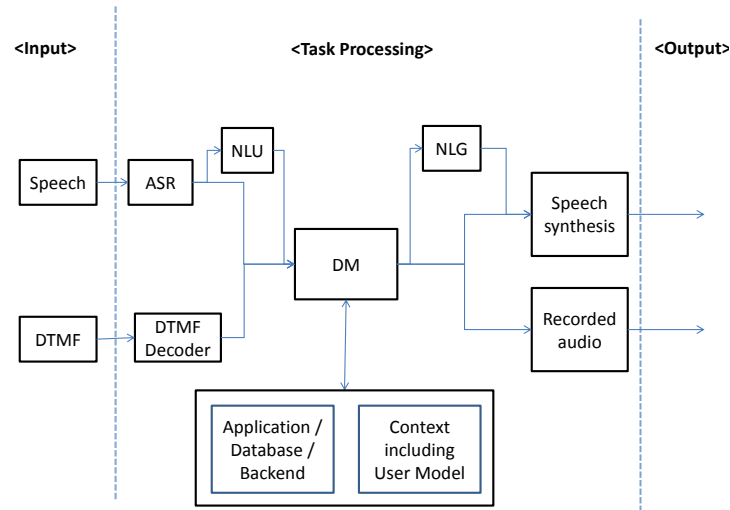 <Input>
<Task Processing>
<Output>
NLU
NLG
Speech
ASR
Speech
synthesis
DM
DTMF
DTMF
Decoder
Recorded
audio
Application /
Database /
Backend
Context
including
User Model